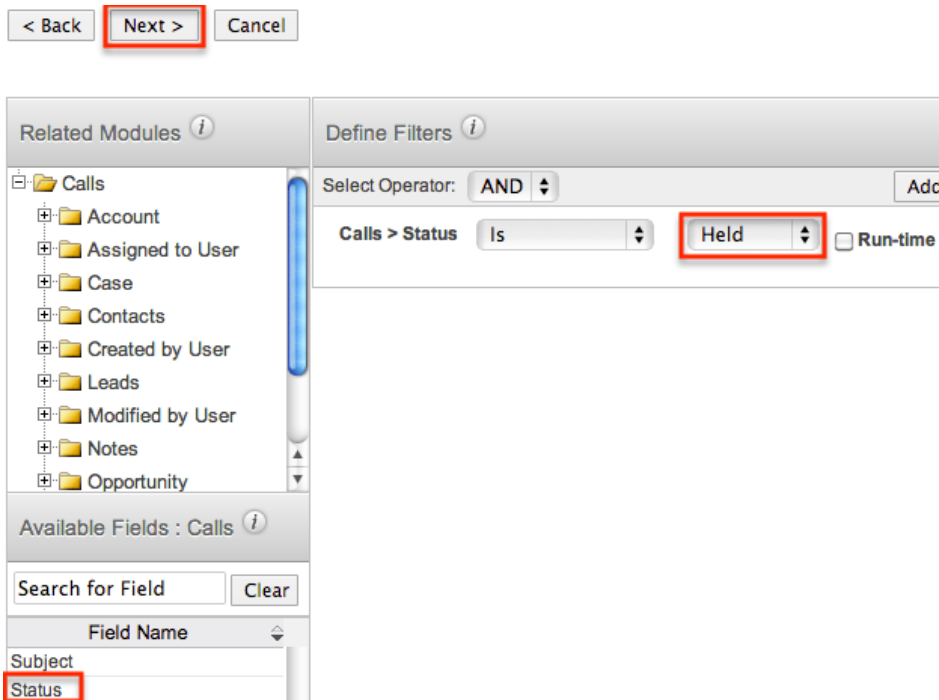 < Back Next > Cancel
Related Modules i
Calls
Account
Assigned to User
Case
Contacts
Created by User
Leads
Modified by User
Notes
Opportunity
Define Filters i
Select Operator: AND Add
Calls > Status Is Held Run-time
Available Fields : Calls i
Search for Field Clear
Field Name
Subject
Status